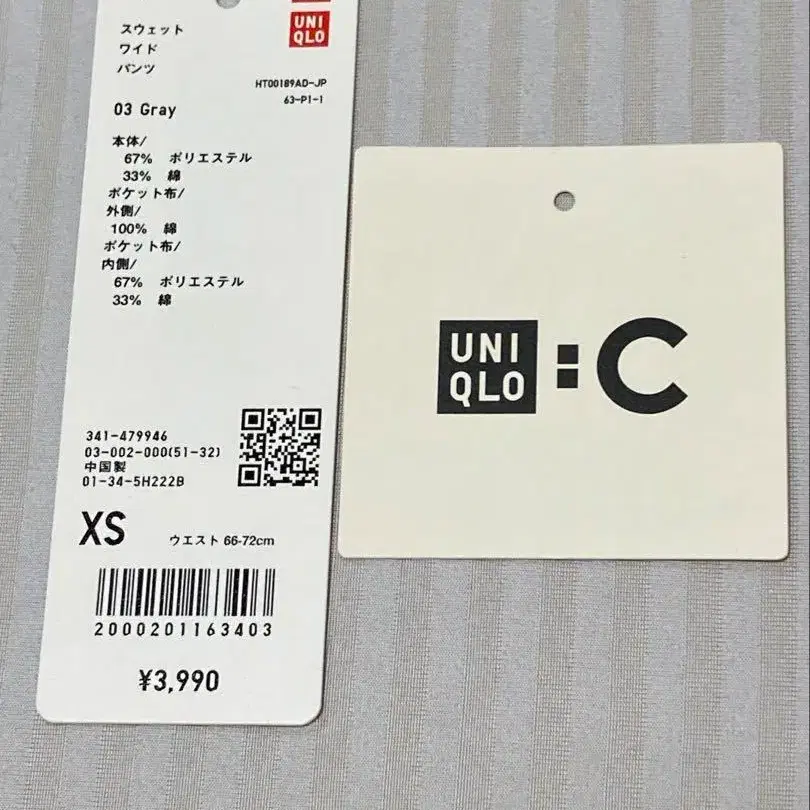 スウェット
ワイド
パンツ
UNI
QLO
HT00189AD-JP
63-P1-1
03 Gray
本体/
67% ポリエステル
33% 綿
ポケット布/
外側/
100% 綿
ポケット布/
内側/
67% ポリエステル
33% 綿
341-479946
03-002-000(51-32)
中国製
01-34-5H222B
XS ウエスト 66-72cm
2000201163403
¥3,990
UNI
QLO : C